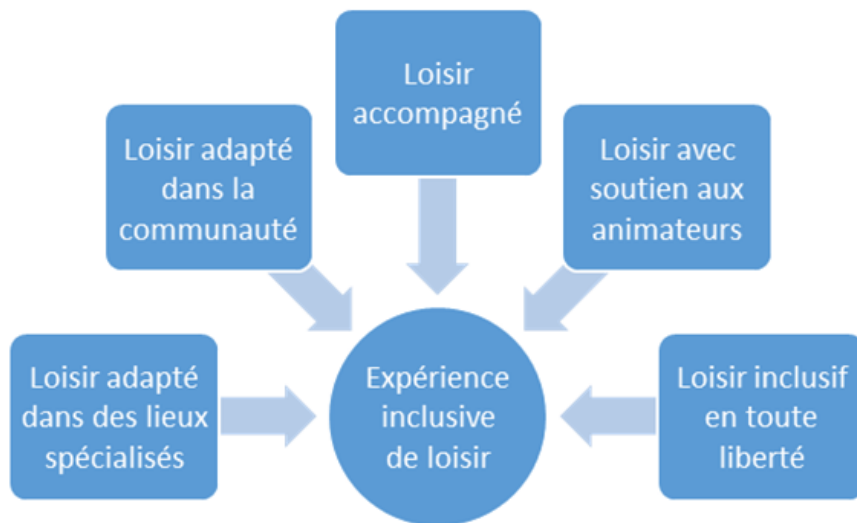 Loisir
accompagné
Loisir adapté
dans la
communauté
Loisir avec
soutien aux
animateurs
Loisir adapté
dans des lieux
spécialisés
Expérience
inclusive
de loisir
Loisir inclusif
en toute
liberté